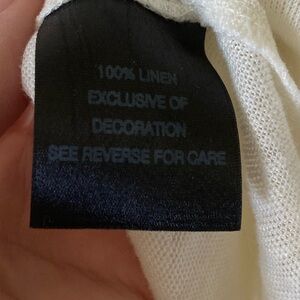 100% LINEN
EXCLUSIVE OF
DECORATION
SEE REVERSE FOR CARE